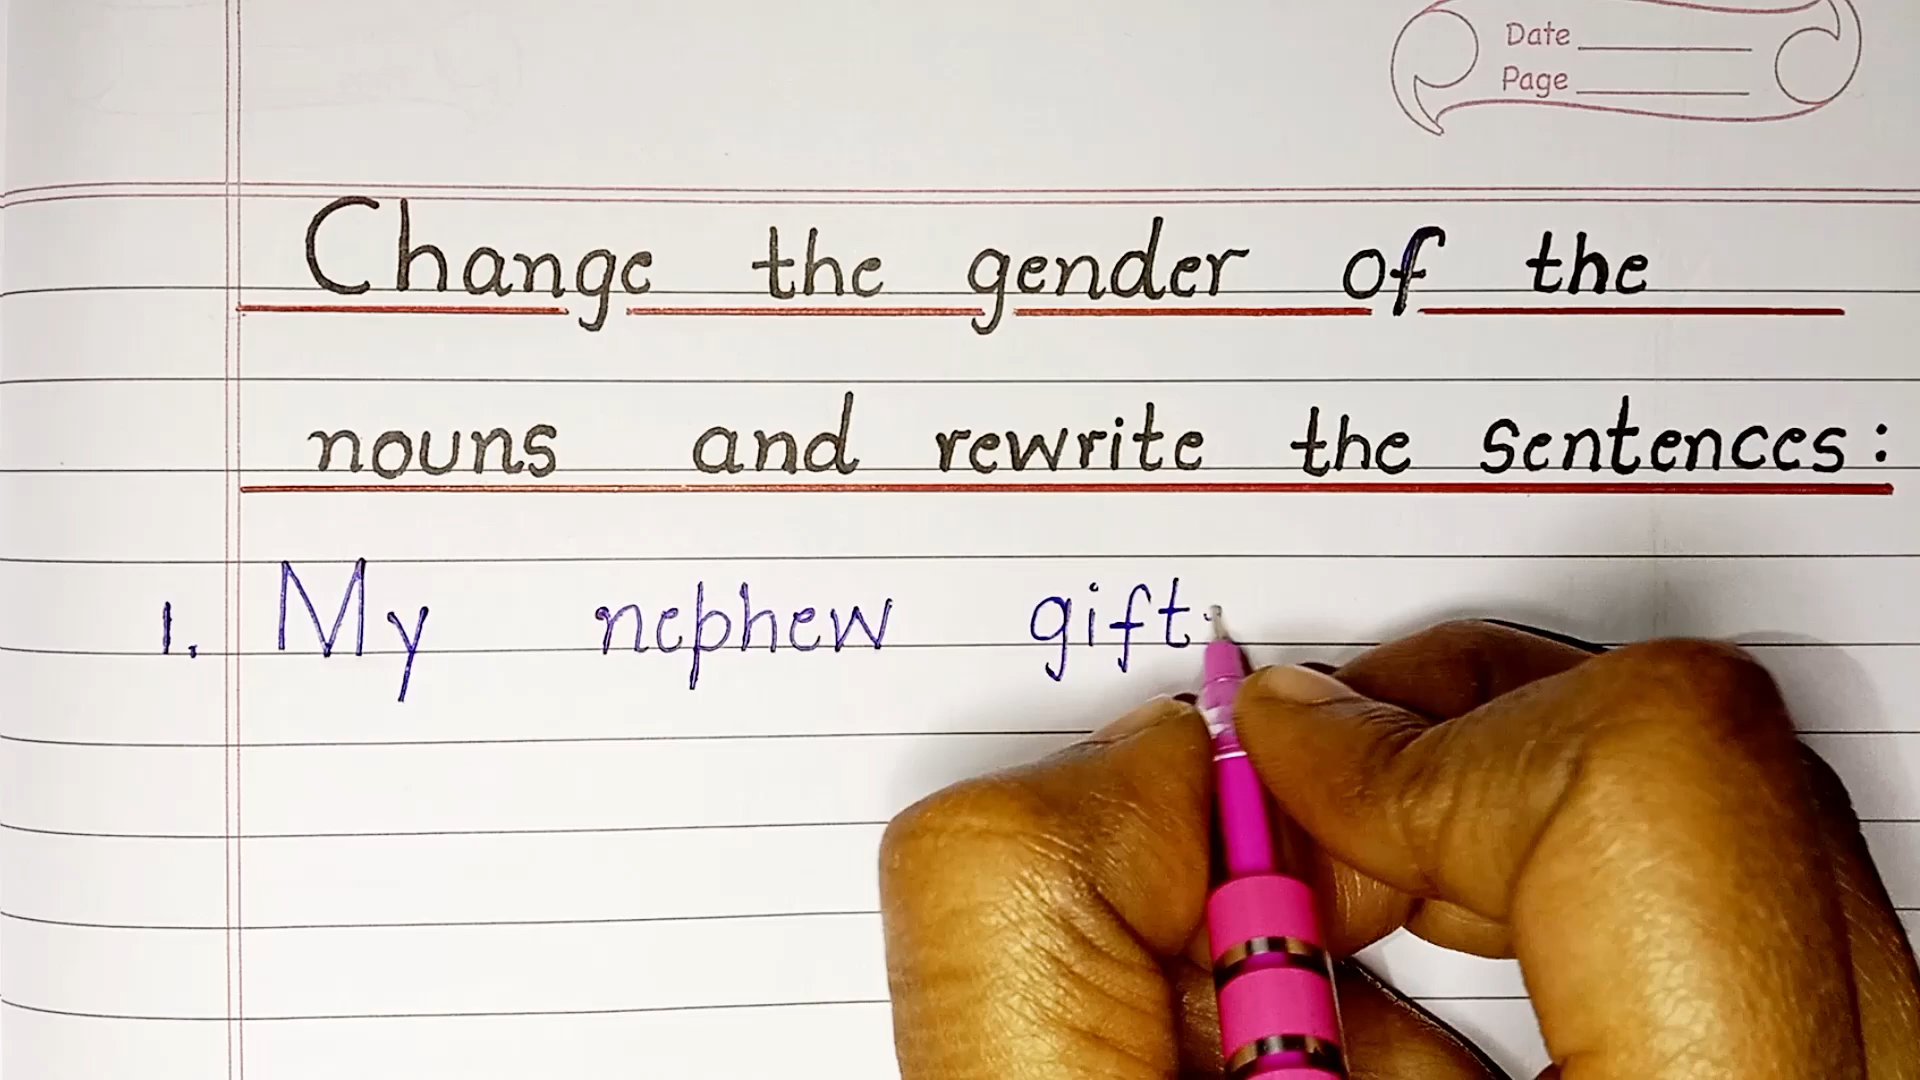 Date
Page
Change the gender of the
nouns and rewrite the sentences:
1. My nephew gift